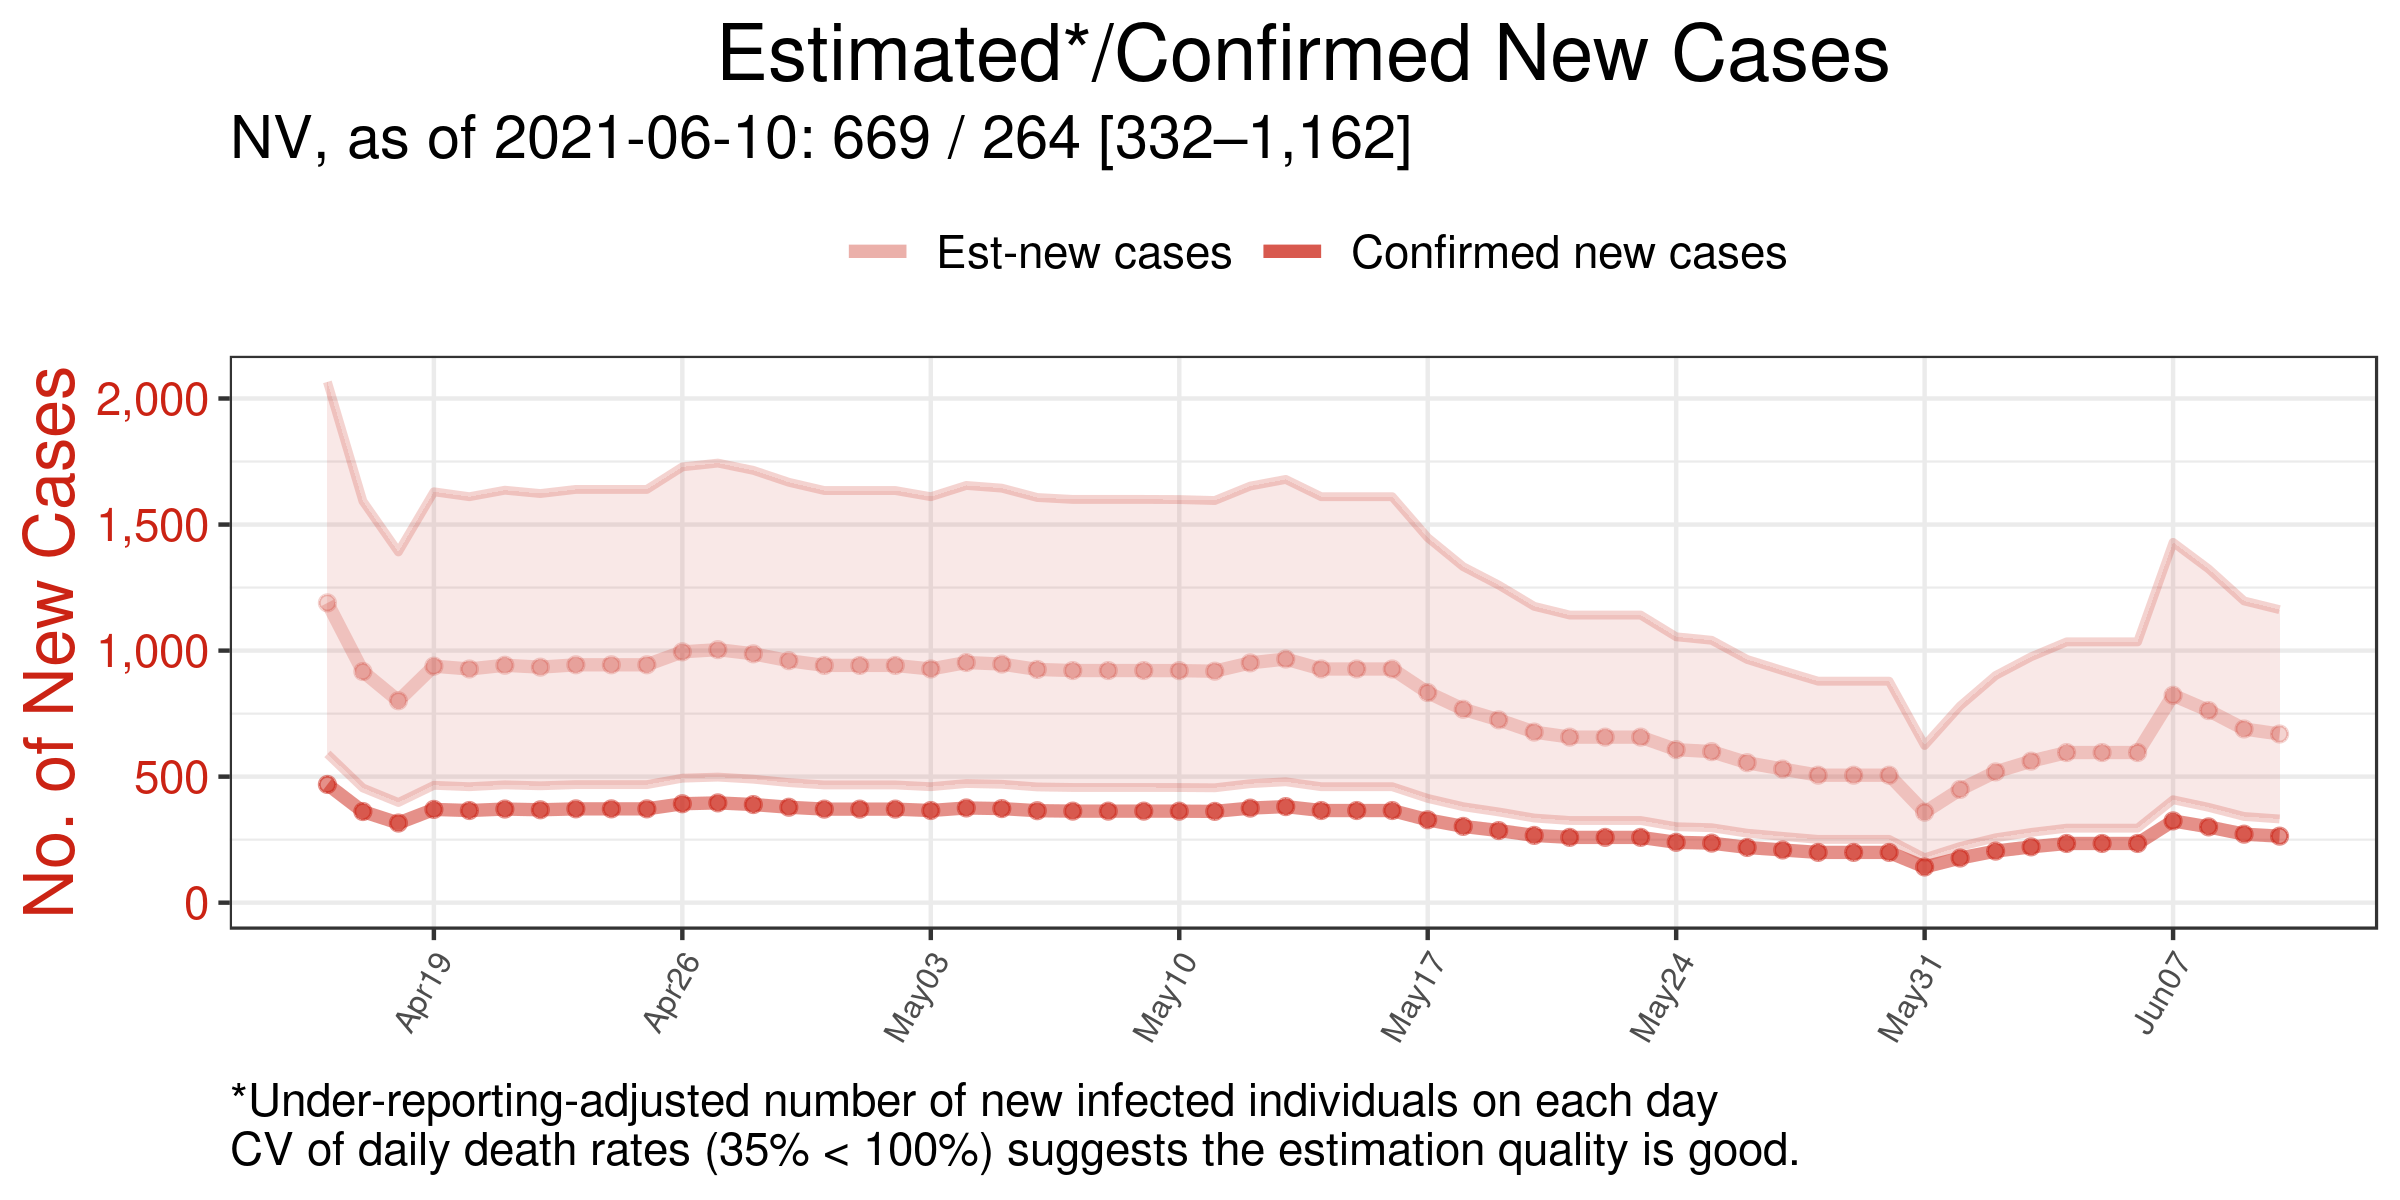 Estimated*/Confirmed New Cases
NV, as of 2021-06-10: 669 / 264 [332–1,162]
Est-new cases
Confirmed new cases
No. of New Cases
2,000
1,500
1,000
500
0
Apr19
Apr26
May03
May10
May17
May24
May31
Jun07
*Under-reporting-adjusted number of new infected individuals on each day
CV of daily death rates (35% < 100%) suggests the estimation quality is good.